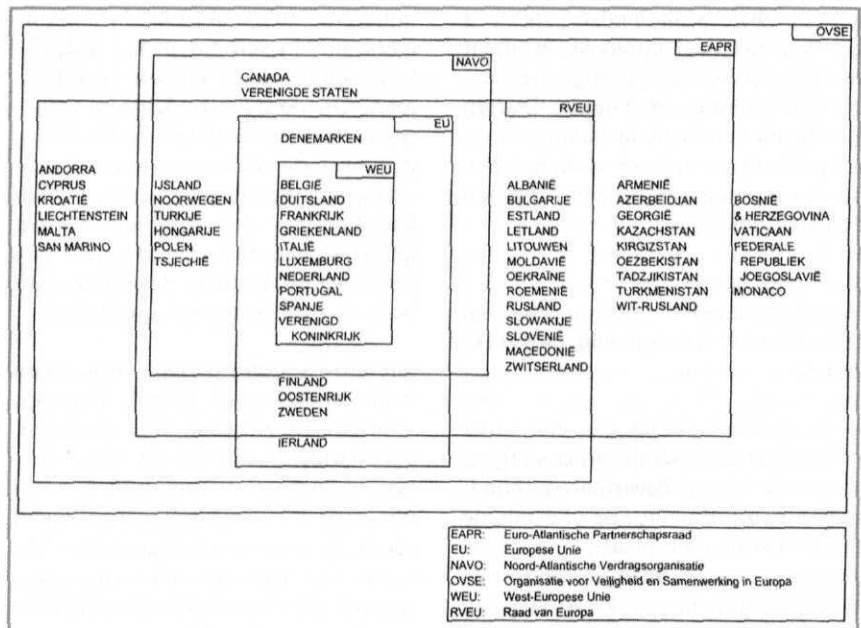 OVSE
EAPR
NAVO
CANADA
VERENIGDE STATEN
RVEU
EU
DENEMARKEN
WEU
ANDORRA
CYPRUS
KROATIË
LIECHTENSTEIN
MALTA
SAN MARINO
IJSLAND
NOORWEGEN
TURKIJE
HONGARIJE
POLEN
TSJECHIË
BELGIË
DUITSLAND
FRANKRIJK
GRIEKENLAND
ITALIË
LUXEMBURG
NEDERLAND
PORTUGAL
SPANJE
VERENIGD
KONINKRIJK
FINLAND
OOSTENRIJK
ZWEDEN
IERLAND
ALBANIË
BULGARIJE
ESTLAND
LETLAND
LITOUWEN
MOLDAVIË
OEKRAÏNE
ROEMENIË
RUSLAND
SLOWAKIJE
SLOVENIË
MACEDONIË
ZWITSERLAND
ARMENIË
AZERBEIDJAN
GEORGIË
KAZACHSTAN
KIRGIZSTAN
OEZBEKISTAN
TADZJIKISTAN
TURKMENISTAN
WIT-RUSLAND
BOSNIË
& HERZEGOVINA
VATICAAN
FEDERALE
REPUBLIEK
JOEGOSLAVIË
MONACO
EAPR: Euro-Atlantische Partnerschapsraad
EU: Europese Unie
NAVO: Noord-Atlantische Verdragsorganisatie
OVSE: Organisatie voor Veiligheid en Samenwerking in Europa
WEU: West-Europese Unie
RVEU: Raad van Europa